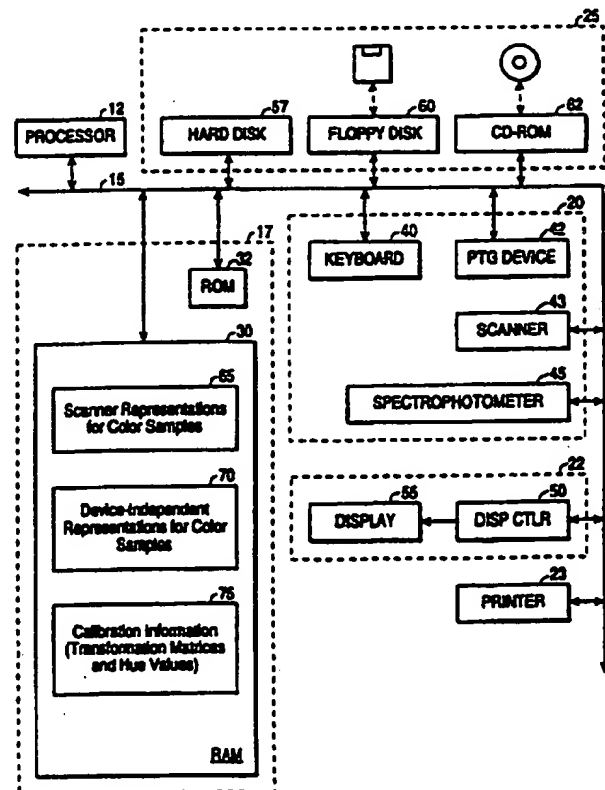 25
12
PROCESSOR
57
HARD DISK
60
FLOPPY DISK
62
CD-ROM
15
17
32
ROM
20
40
KEYBOARD
42
PTG DEVICE
43
SCANNER
45
SPECTROPHOTOMETER
30
65
Scanner Representations
for Color Samples
70
Device-Independent
Representations for Color
Samples
75
Calibration Information
(Transformation Matrices
and Hue Values)
RAM
22
55
DISPLAY
50
DISP CTLR
23
PRINTER